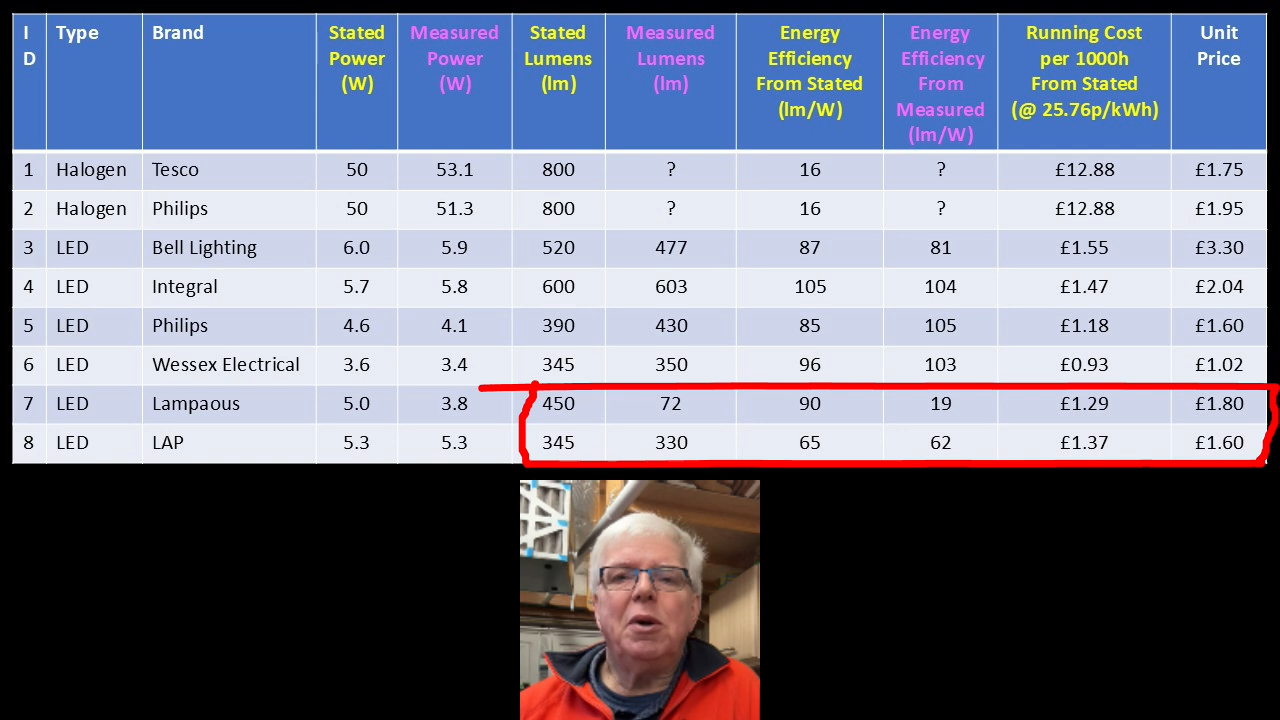 ID Type Brand Stated Power (W) Measured Power (W) Stated Lumens (lm) Measured Lumens (lm) Energy Efficiency From Stated (lm/W) Energy Efficiency From Measured (lm/W) Running Cost per 1000h From Stated (@ 25.76p/kWh) Unit Price
1 Halogen Tesco 50 53.1 800 ? 16 ? £12.88 £1.75
2 Halogen Philips 50 51.3 800 ? 16 ? £12.88 £1.95
3 LED Bell Lighting 6.0 5.9 520 477 87 81 £1.55 £3.30
4 LED Integral 5.7 5.8 600 603 105 104 £1.47 £2.04
5 LED Philips 4.6 4.1 390 430 85 105 £1.18 £1.60
6 LED Wessex Electrical 3.6 3.4 345 350 96 103 £0.93 £1.02
7 LED Lampaous 5.0 3.8 450 72 90 19 £1.29 £1.80
8 LED LAP 5.3 5.3 345 330 65 62 £1.37 £1.60